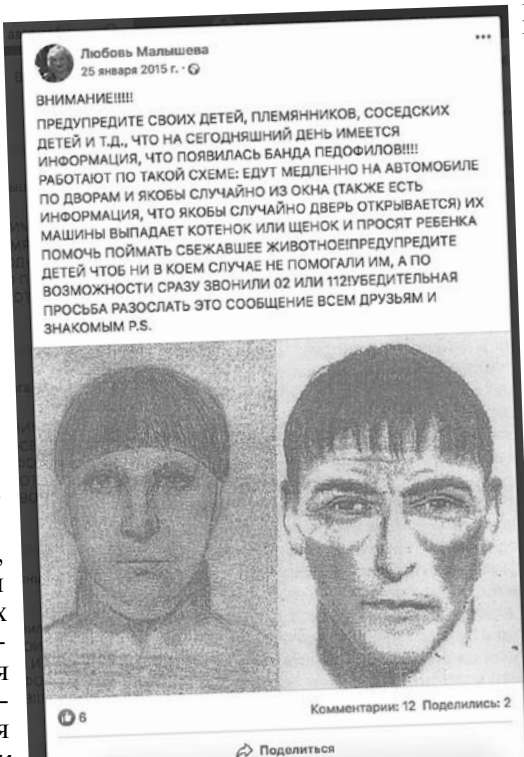 Любовь Малышева
25 января 2015 г. ·
ВНИМАНИЕ!!!!!
ПРЕДУПРЕДИТЕ СВОИХ ДЕТЕЙ, ПЛЕМЯННИКОВ, СОСЕДСКИХ
ДЕТЕЙ И Т.Д., ЧТО НА СЕГОДНЯШНИЙ ДЕНЬ ИМЕЕТСЯ
ИНФОРМАЦИЯ, ЧТО ПОЯВИЛАСЬ БАНДА ПЕДОФИЛОВ!!!!
РАБОТАЮТ ПО ТАКОЙ СХЕМЕ: ЕДУТ МЕДЛЕННО НА АВТОМОБИЛЕ
ПО ДВОРАМ И ЯКОБЫ СЛУЧАЙНО ИЗ ОКНА (ТАКЖЕ ЕСТЬ
ИНФОРМАЦИЯ, ЧТО ЯКОБЫ СЛУЧАЙНО ДВЕРЬ ОТКРЫВАЕТСЯ) ИХ
МАШИНЫ ВЫПАДАЕТ КОТЕНОК ИЛИ ЩЕНОК И ПРОСЯТ РЕБЕНКА
ПОМОЧЬ ПОЙМАТЬ СБЕЖАВШЕЕ ЖИВОТНОЕ!ПРЕДУПРЕДИТЕ
ДЕТЕЙ ЧТОБ НИ В КОЕМ СЛУЧАЕ НЕ ПОМОГАЛИ ИМ, А ПО
ВОЗМОЖНОСТИ СРАЗУ ЗВОНИЛИ 02 ИЛИ 112!УБЕДИТЕЛЬНАЯ
ПРОСЬБА РАЗОСЛАТЬ ЭТО СООБЩЕНИЕ ВСЕМ ДРУЗЬЯМ И
ЗНАКОМЫМ P.S.
6
Комментарии: 12 Поделились: 2
Поделиться